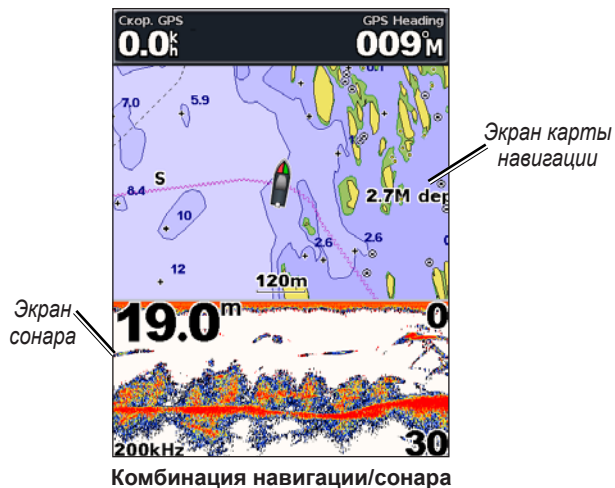 Скор. GPS
GPS Heading
0.0 k h
009°M
0.1
7.0
5.9
Экран карты
навигации
S
8.4
2.7M dep
10
2.6
2.6
12
120m
Экран
сонара
19.0 m
0
200kHz
30
Комбинация навигации/сонара